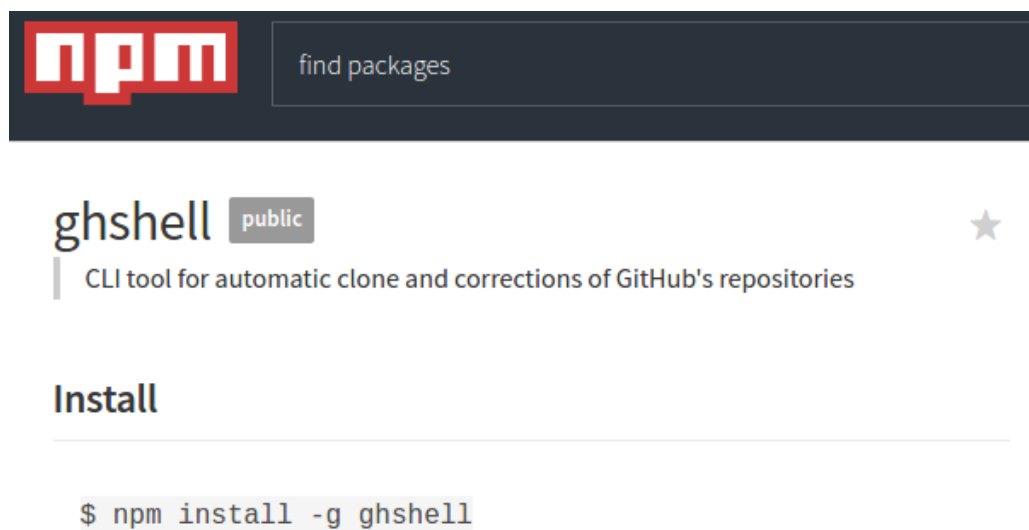 npm
find packages
ghshell public
CLI tool for automatic clone and corrections of GitHub's repositories
Install
$ npm install -g ghshell